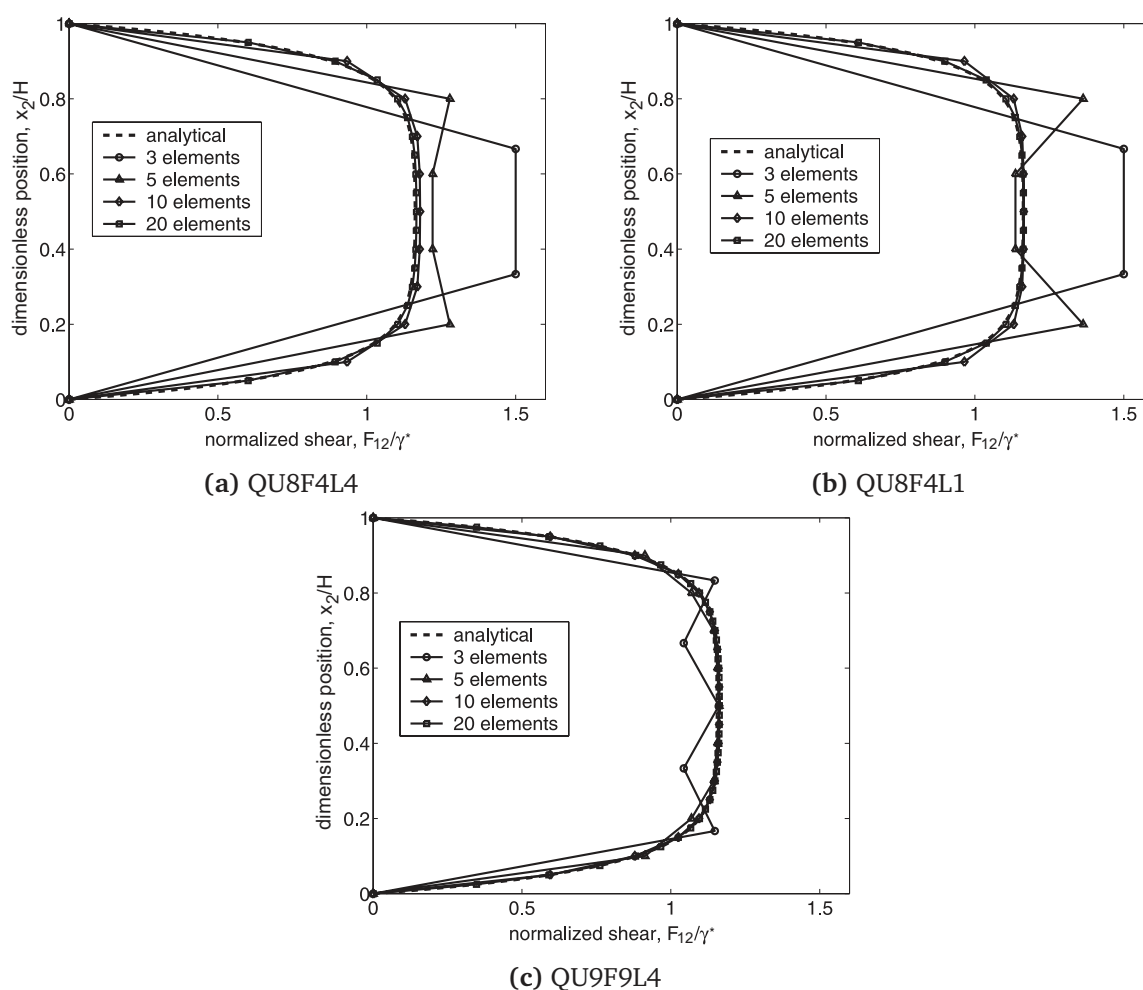 1
0.8
0.6
0.4
0.2
0
dimensionless position, x₂/H
analytical
3 elements
5 elements
10 elements
20 elements
0 0.5 1 1.5
normalized shear, F₁₂/γ*
(a) QU8F4L4
1
0.8
0.6
0.4
0.2
0
dimensionless position, x₂/H
analytical
3 elements
5 elements
10 elements
20 elements
0 0.5 1 1.5
normalized shear, F₁₂/γ*
(b) QU8F4L1
1
0.8
0.6
0.4
0.2
0
dimensionless position, x₂/H
analytical
3 elements
5 elements
10 elements
20 elements
0 0.5 1 1.5
normalized shear, F₁₂/γ*
(c) QU9F9L4